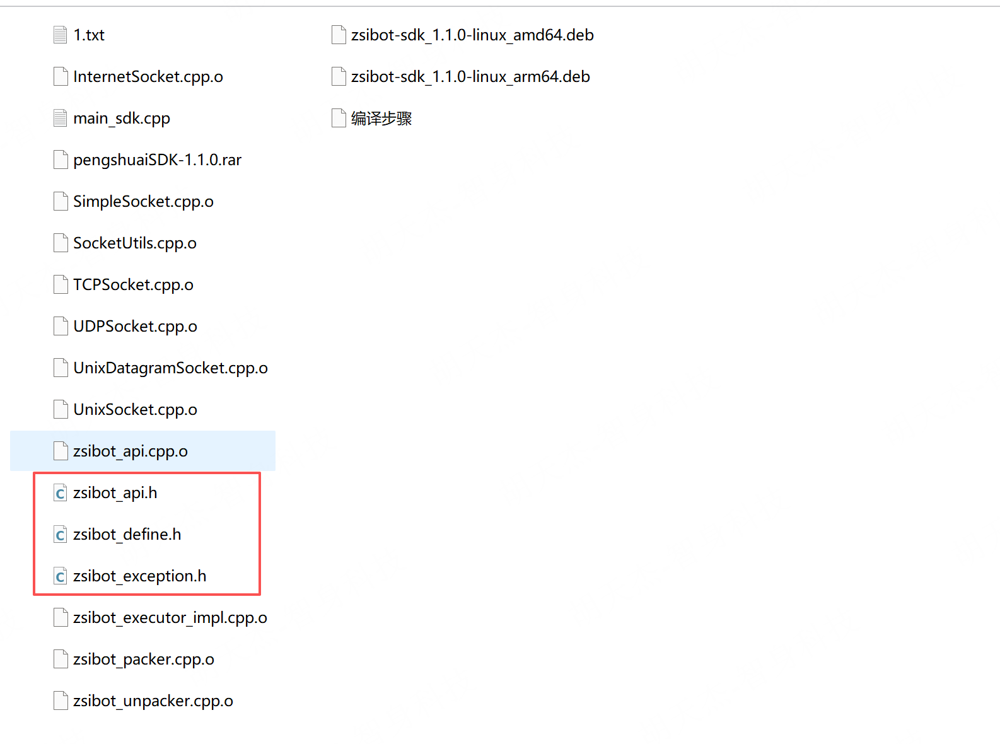 1.txt
InternetSocket.cpp.o
main_sdk.cpp
pengshuaiSDK-1.1.0.rar
SimpleSocket.cpp.o
SocketUtils.cpp.o
TCPSocket.cpp.o
UDPSocket.cpp.o
UnixDatagramSocket.cpp.o
UnixSocket.cpp.o
zsibot_api.cpp.o
zsibot_api.h
zsibot_define.h
zsibot_exception.h
zsibot_executor_impl.cpp.o
zsibot_packer.cpp.o
zsibot_unpacker.cpp.o
zsibot-sdk_1.1.0-linux_amd64.deb
zsibot-sdk_1.1.0-linux_arm64.deb
编译步骤